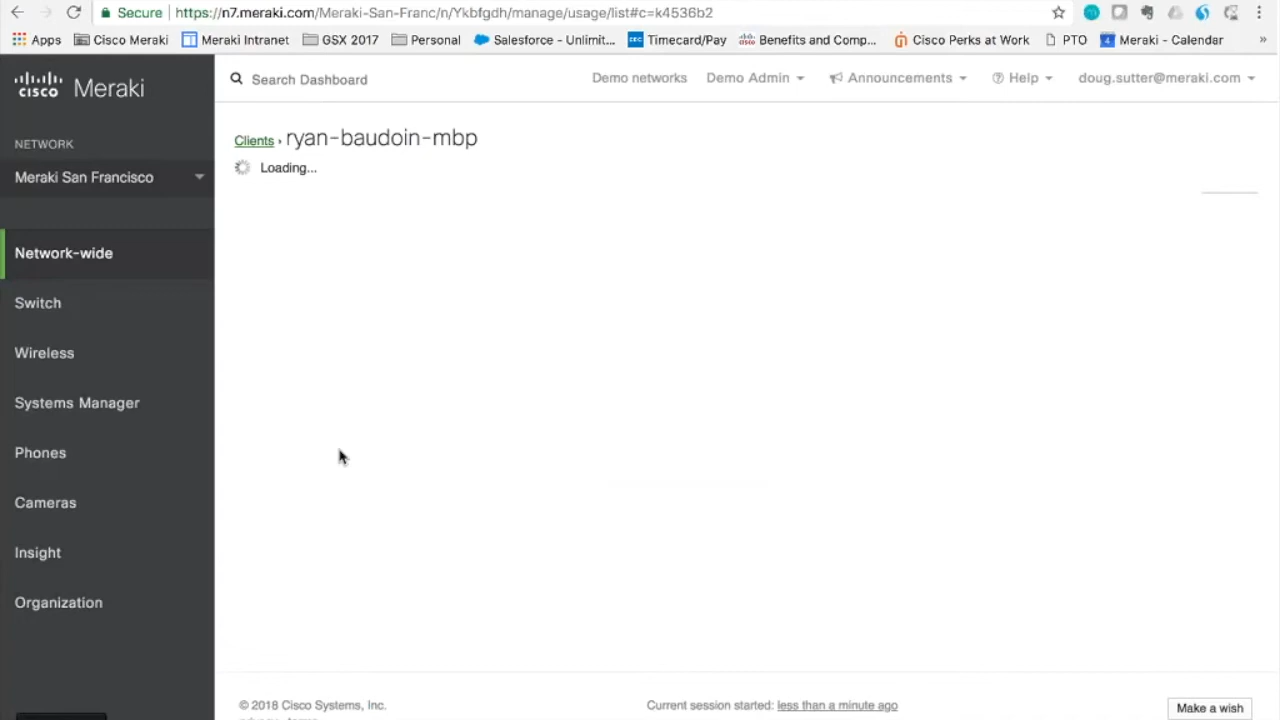 Secure https://n7.meraki.com/Meraki-San-Franc/n/Ykbfgdh/manage/usage/list#c=k4536b2
Apps Cisco Meraki Meraki Intranet GSX 2017 Personal Salesforce - Unlimit... Timecard/Pay Benefits and Comp... Cisco Perks at Work PTO 4 Meraki - Calendar »
cisco Meraki
Search Dashboard Demo networks Demo Admin Announcements Help doug.sutter@meraki.com
NETWORK
Meraki San Francisco
Clients › ryan-baudoin-mbp
Loading...
Network-wide
Switch
Wireless
Systems Manager
Phones
Cameras
Insight
Organization
© 2018 Cisco Systems, Inc.
Current session started: less than a minute ago
Make a wish